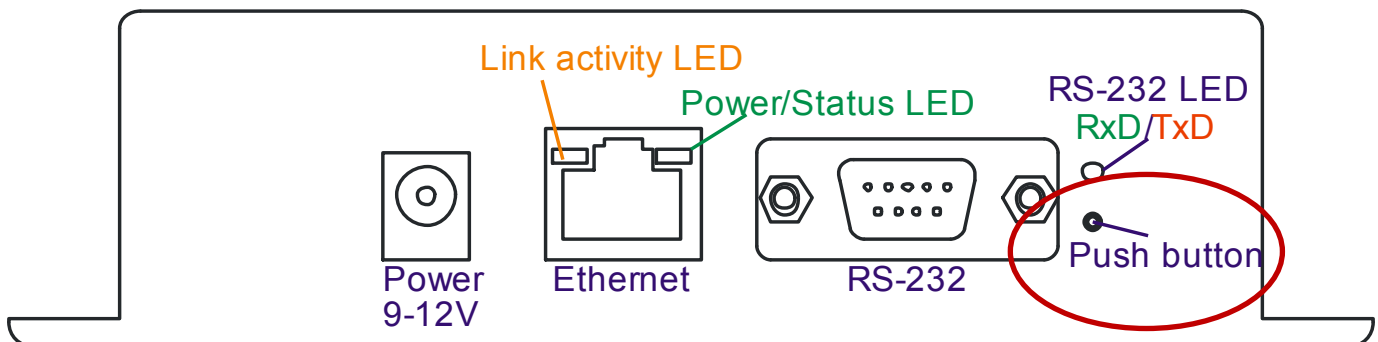 Link activity LED
Power/Status LED
RS-232 LED
RxD/TxD
Push button
Power
9-12V
Ethernet
RS-232